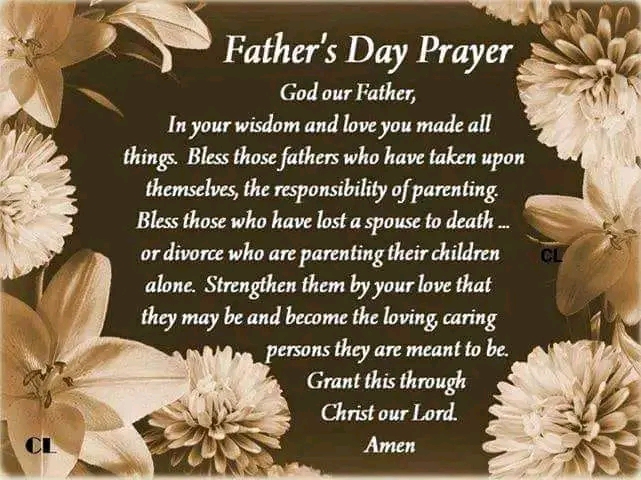 Father's Day Prayer
God our Father,
In your wisdom and love you made all
things. Bless those fathers who have taken upon
themselves, the responsibility of parenting.
Bless those who have lost a spouse to death ...
or divorce who are parenting their children
alone. Strengthen them by your love that
they may be and become the loving, caring
persons they are meant to be.
Grant this through
Christ our Lord.
Amen
CL
CL